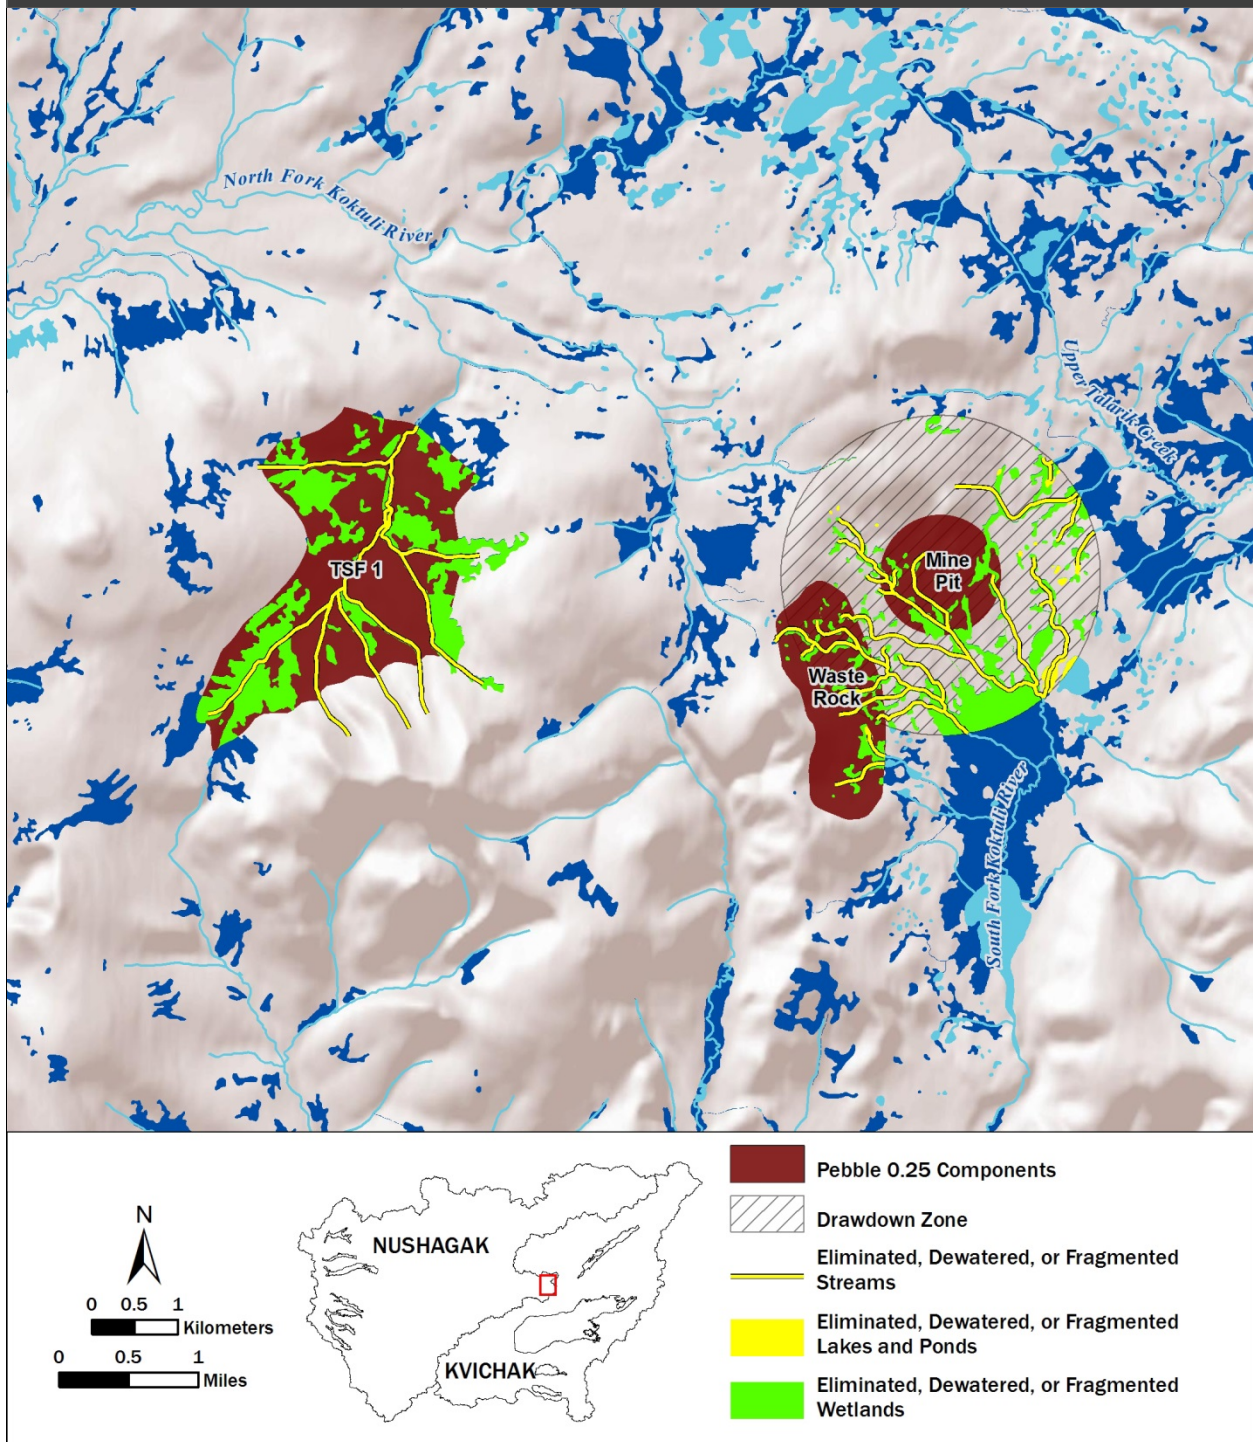 North Fork Koktuli River
Upper Talarik Creek
TSF 1
Mine
Pit
Waste
Rock
South Fork Koktuli River
N
0 0.5 1
Kilometers
0 0.5 1
Miles
NUSHAGAK
KVICHAK
Pebble 0.25 Components
Drawdown Zone
Eliminated, Dewatered, or Fragmented
Streams
Eliminated, Dewatered, or Fragmented
Lakes and Ponds
Eliminated, Dewatered, or Fragmented
Wetlands